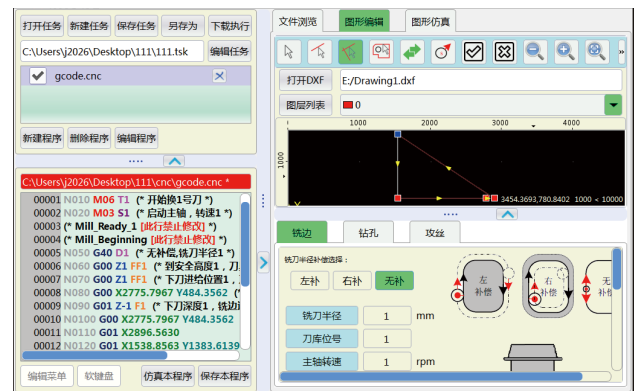 打开任务 新建任务 保存任务 另存为 下载执行
C:\Users\j2026\Desktop\111\111.tsk 编辑任务
gcode.cnc
新建程序 删除程序 编辑程序
C:\Users\j2026\Desktop\111\cnc\gcode.cnc *
00001 N010 M06 T1 (* 开始换1号刀 *)
00002 N020 M03 S1 (* 启动主轴，转速1 *)
00003 (* Mill_Ready_1 [此行禁止修改] *)
00004 (* Mill_Beginning [此行禁止修改] *)
00005 N050 G40 D1 (* 无补偿,铣刀半径1 *)
00006 N060 G00 Z1 FF1 (* 到安全高度1，刀
00007 N070 G00 Z1 FF1 (* 下刀进给位置1，
00008 N080 G00 X2775.7967 Y484.3562 (*
00009 N090 G01 Z-1 F1 (* 下刀深度1，铣边
00010 N0100 G00 X2775.7967 Y484.3562
00011 N0110 G01 X2896.5630
00012 N0120 G01 X1538.8563 Y1383.6139
编辑菜单 软键盘 仿真本程序 保存本程序
文件浏览 图形编辑 图形仿真
打开DXF E:/Drawing1.dxf
图层列表 0
1000 2000 3000 4000
1000
3454.3693,780.8402 1000 < 10000
铣边 钻孔 攻丝
铣刀半径补偿选择：
左补 右补 无补
左补偿 右补偿 无补
铣刀半径 1 mm
刀库位号 1
主轴转速 1 rpm